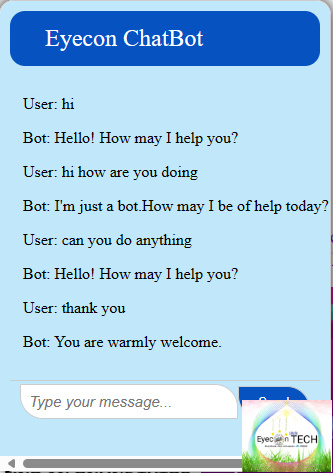 Eyecon ChatBot
User: hi
Bot: Hello! How may I help you?
User: hi how are you doing
Bot: I'm just a bot.How may I be of help today?
User: can you do anything
Bot: Hello! How may I help you?
User: thank you
Bot: You are warmly welcome.
Type your message...
TECH